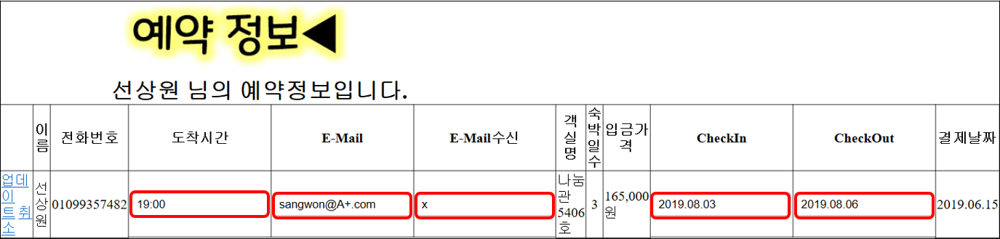 예약 정보◀
선상원 님의 예약정보입니다.
이름 전화번호 도착시간 E-Mail E-Mail수신 객실명 숙박일수 입금가격 CheckIn CheckOut 결제날짜
업데이트 취소 선상원 01099357482 19:00 sangwon@A+.com x 나눔관 5406호 3 165,000원 2019.08.03 2019.08.06 2019.06.15